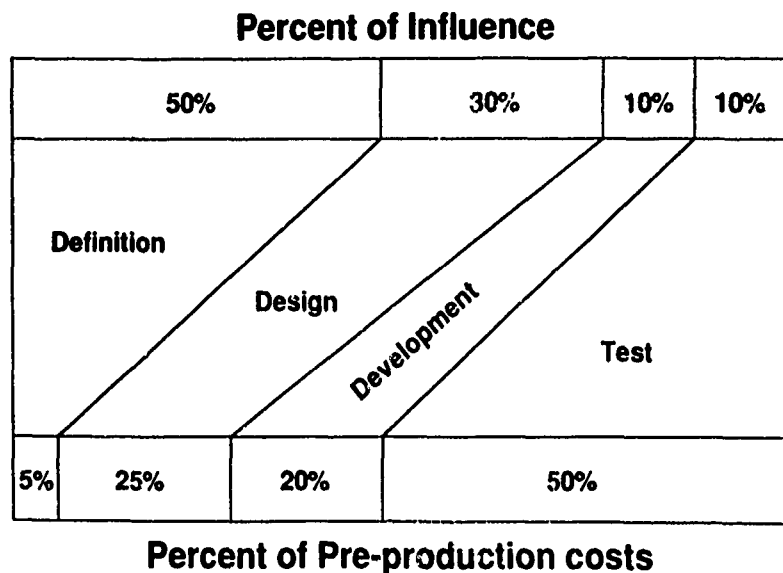 Percent of Influence
50% 30% 10% 10%
Definition
Design
Development
Test
5% 25% 20% 50%
Percent of Pre-production costs